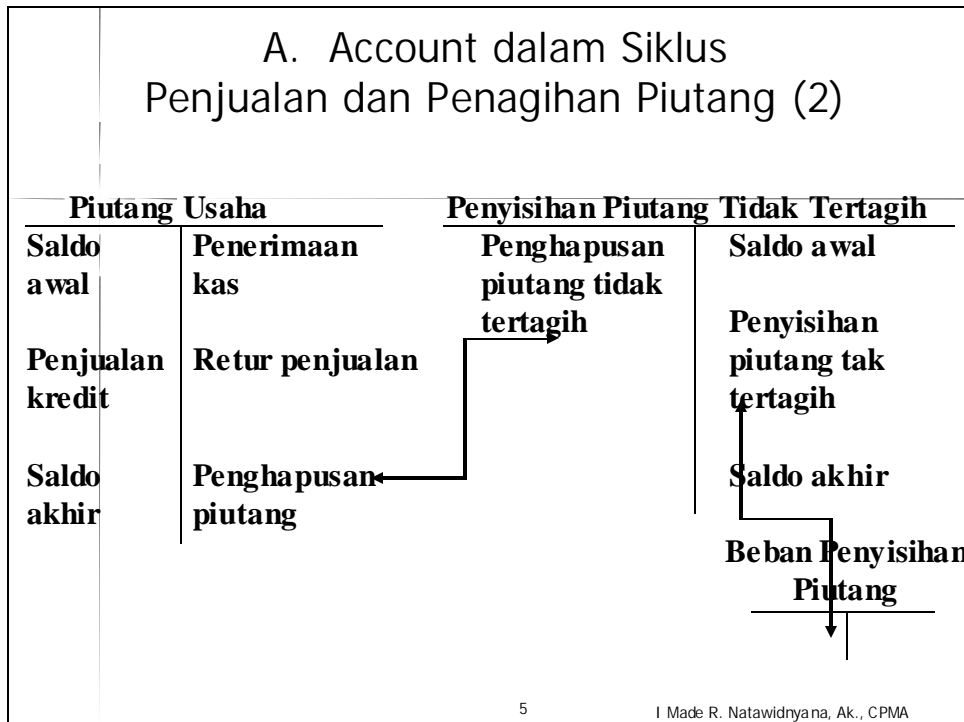 A. Account dalam Siklus
Penjualan dan Penagihan Piutang (2)
Piutang Usaha
Saldo
awal
Penjualan
kredit
Saldo
akhir
Penerimaan
kas
Retur penjualan
Penghapusan
piutang
Penyisihan Piutang Tidak Tertagih
Penghapusan
piutang tidak
tertagih
Saldo awal
Penyisihan
piutang tak
tertagih
Saldo akhir
Beban Penyisihan
Piutang
5
I Made R. Natawidnyana, Ak., CPMA